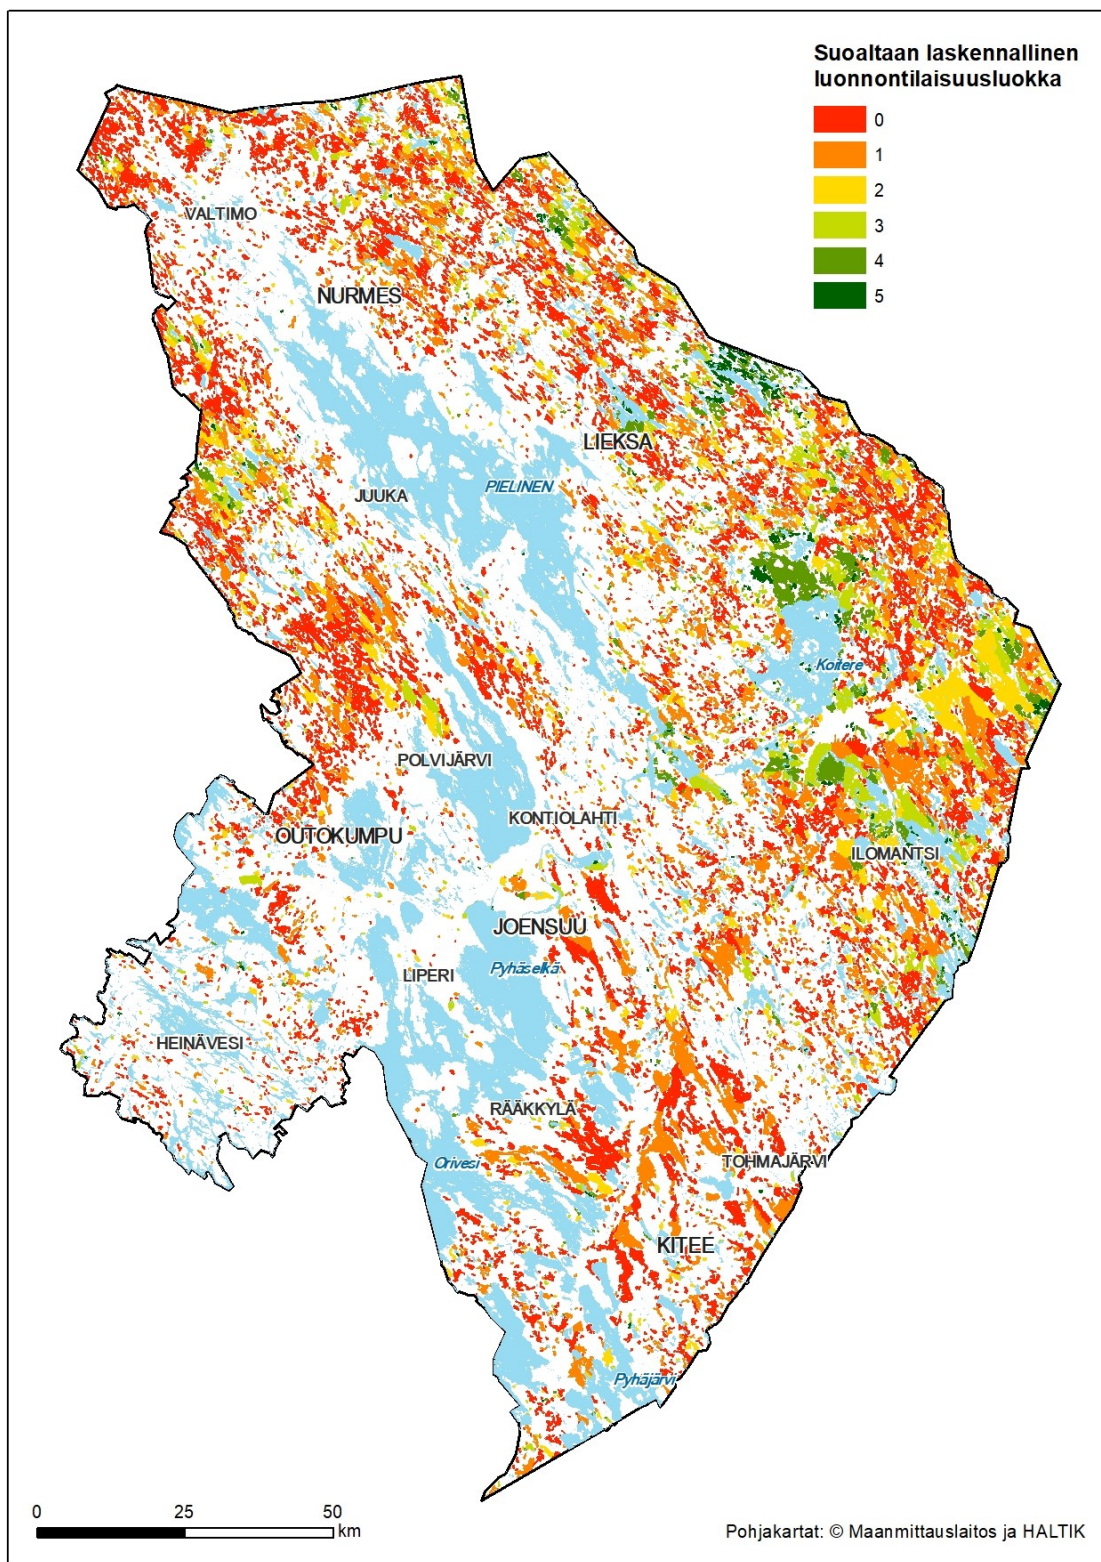 Suoaltaan laskennallinen
luonnontilaisuusluokka
0
1
2
3
4
5
VALTIMO
NURMES
LIEKSA
JUUKA
PIELINEN
Koitere
POLVIJÄRVI
KONTIOLAHTI
OUTOKUMPU
ILOMANTSI
JOENSUU
LIPERI
Pyhäselkä
HEINÄVESI
RÄÄKKYLÄ
Orivesi
TOHMAJÄRVI
KITEE
Pyhäjärvi
0 25 50
km
Pohjakartat: © Maanmittauslaitos ja HALTIK